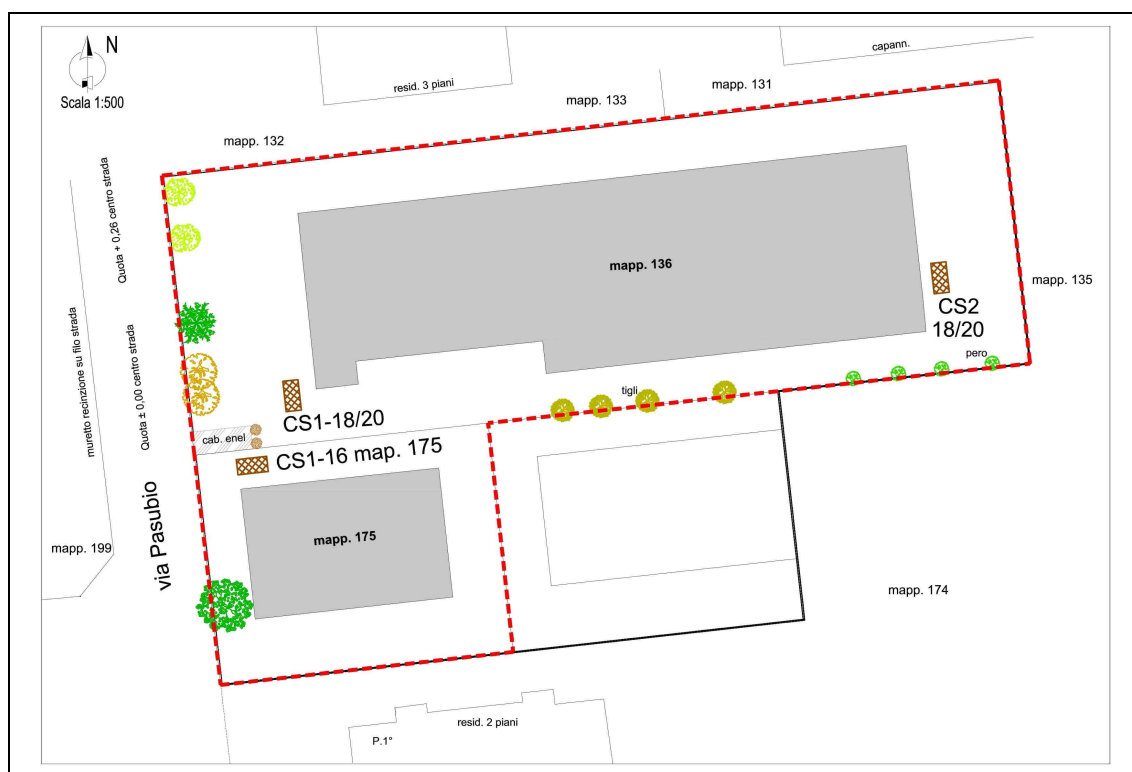 N
Scala 1:500
capann.
resid. 3 piani
mapp. 133
mapp. 131
mapp. 132
Quota + 0,26 centro strada
mapp. 136
mapp. 135
CS2
18/20
muretto recinzione su filo strada
Quota ± 0,00 centro strada
pero
tigli
CS1-18/20
cab. enel
CS1-16 map. 175
via Pasubio
mapp. 175
mapp. 199
mapp. 174
resid. 2 piani
P.1°